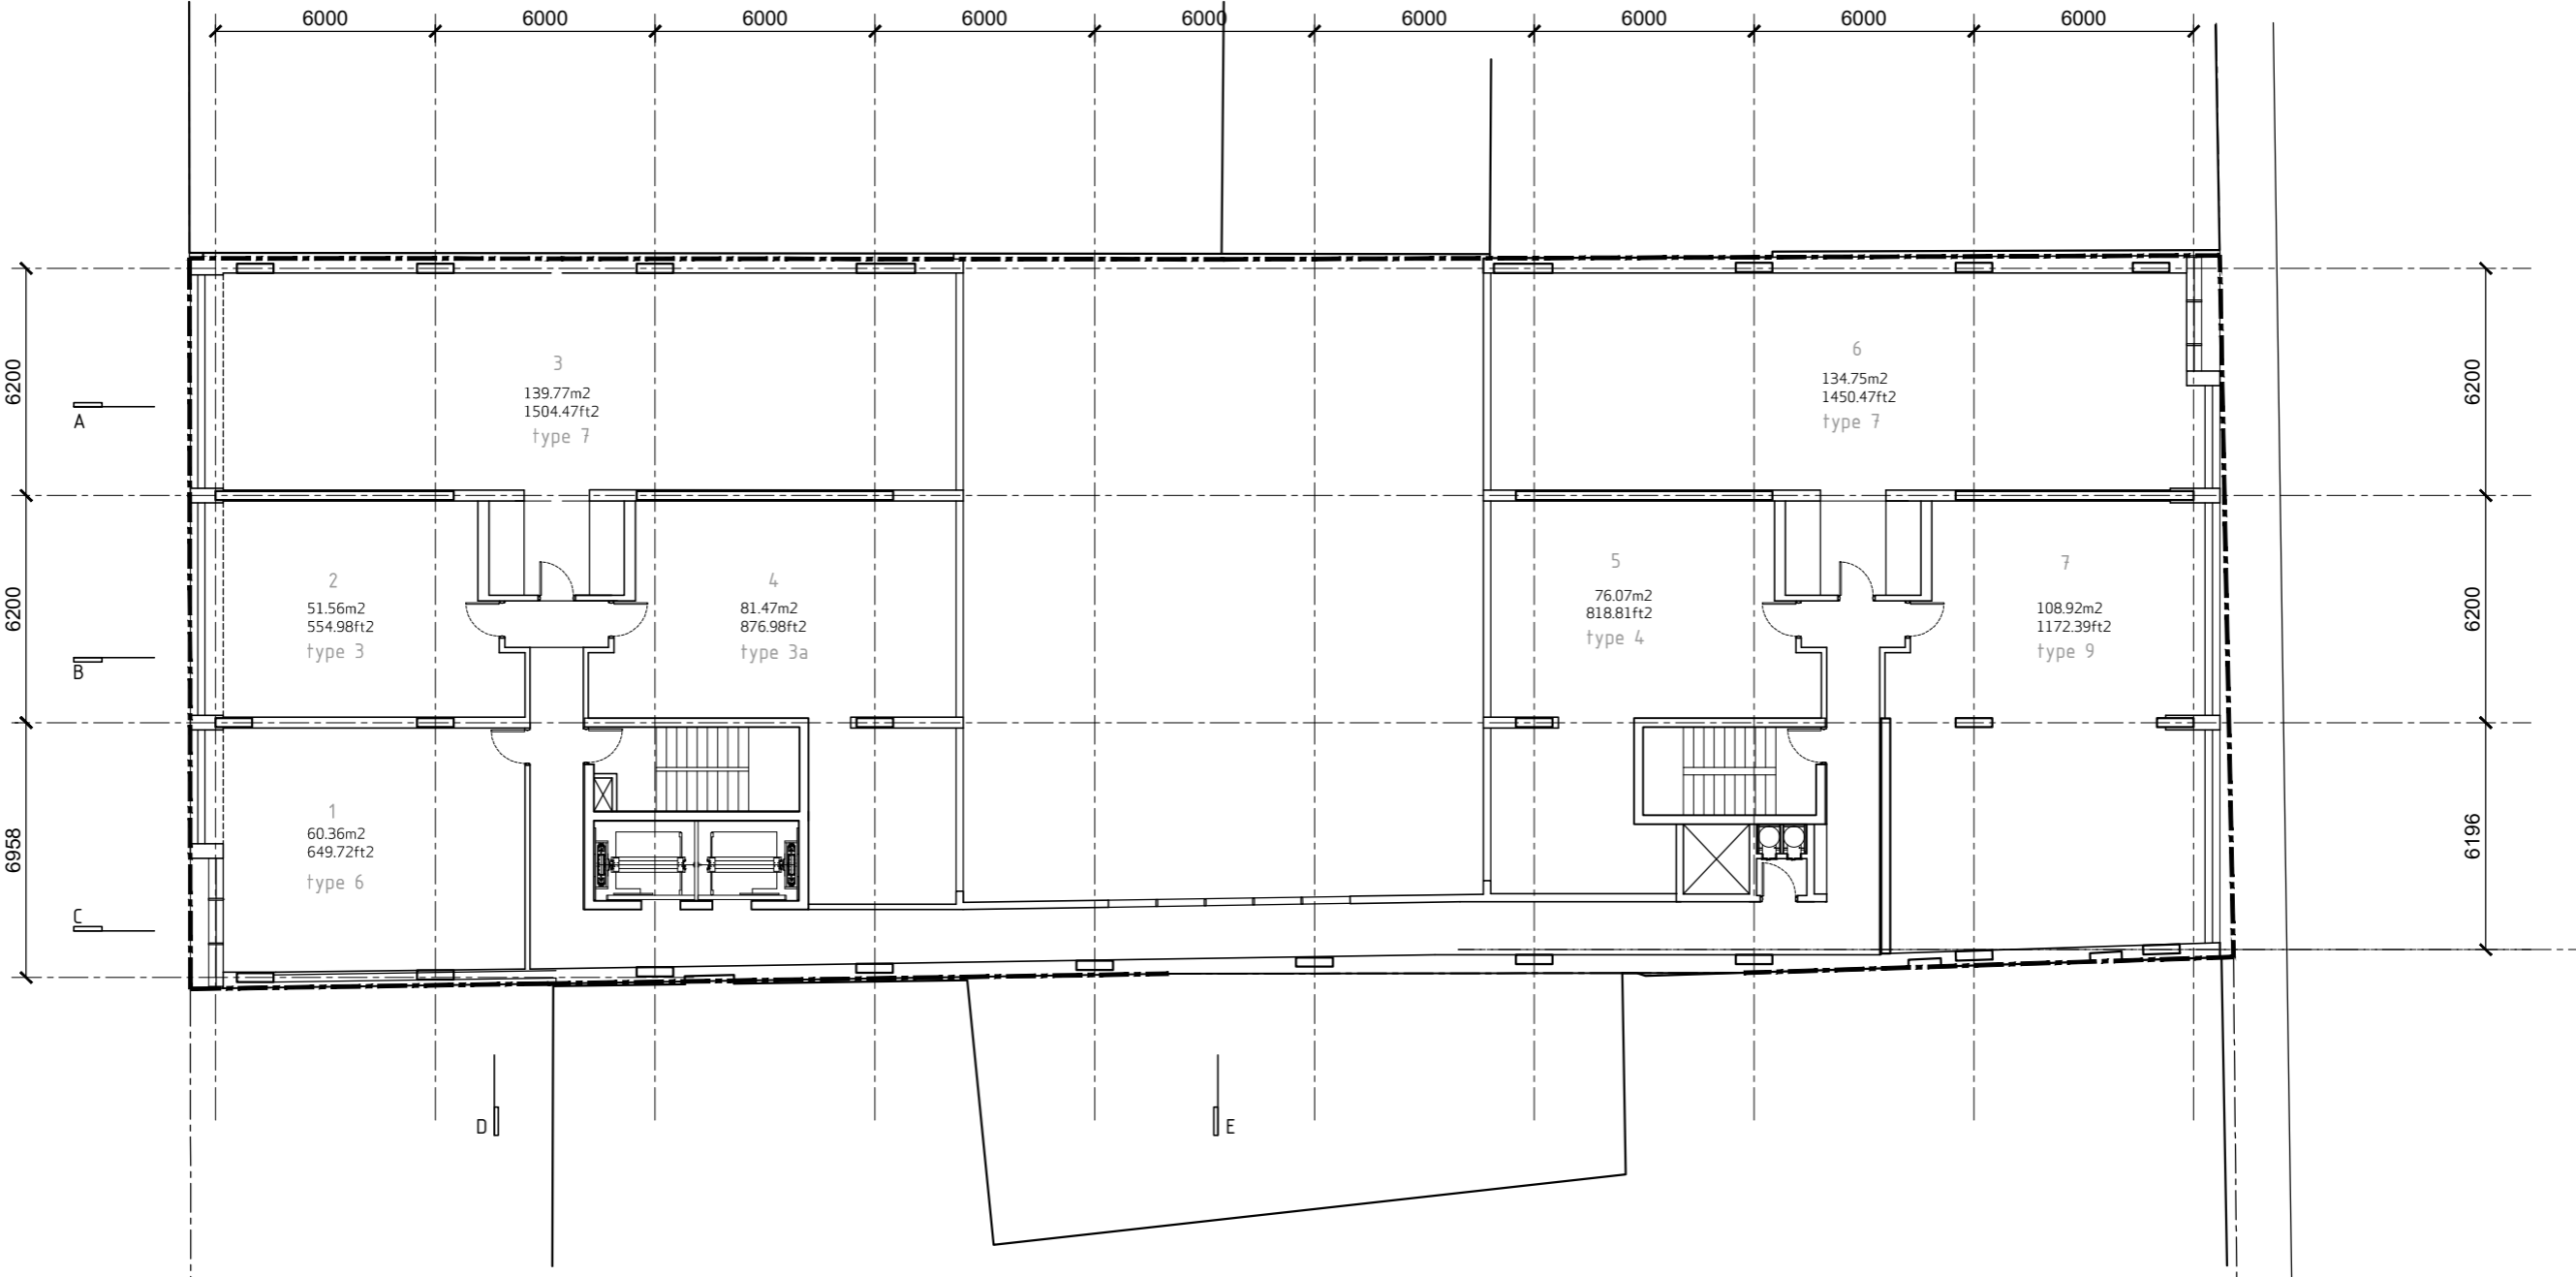 6000 6000 6000 6000 6000 6000 6000 6000 6000
6200
6200
6958
6200
6200
6196
A
B
C
3
139.77m2
1504.47ft2
type 7
6
134.75m2
1450.47ft2
type 7
2
51.56m2
554.98ft2
type 3
4
81.47m2
876.98ft2
type 3a
5
76.07m2
818.81ft2
type 4
7
108.92m2
1172.39ft2
type 9
1
60.36m2
649.72ft2
type 6
D
E